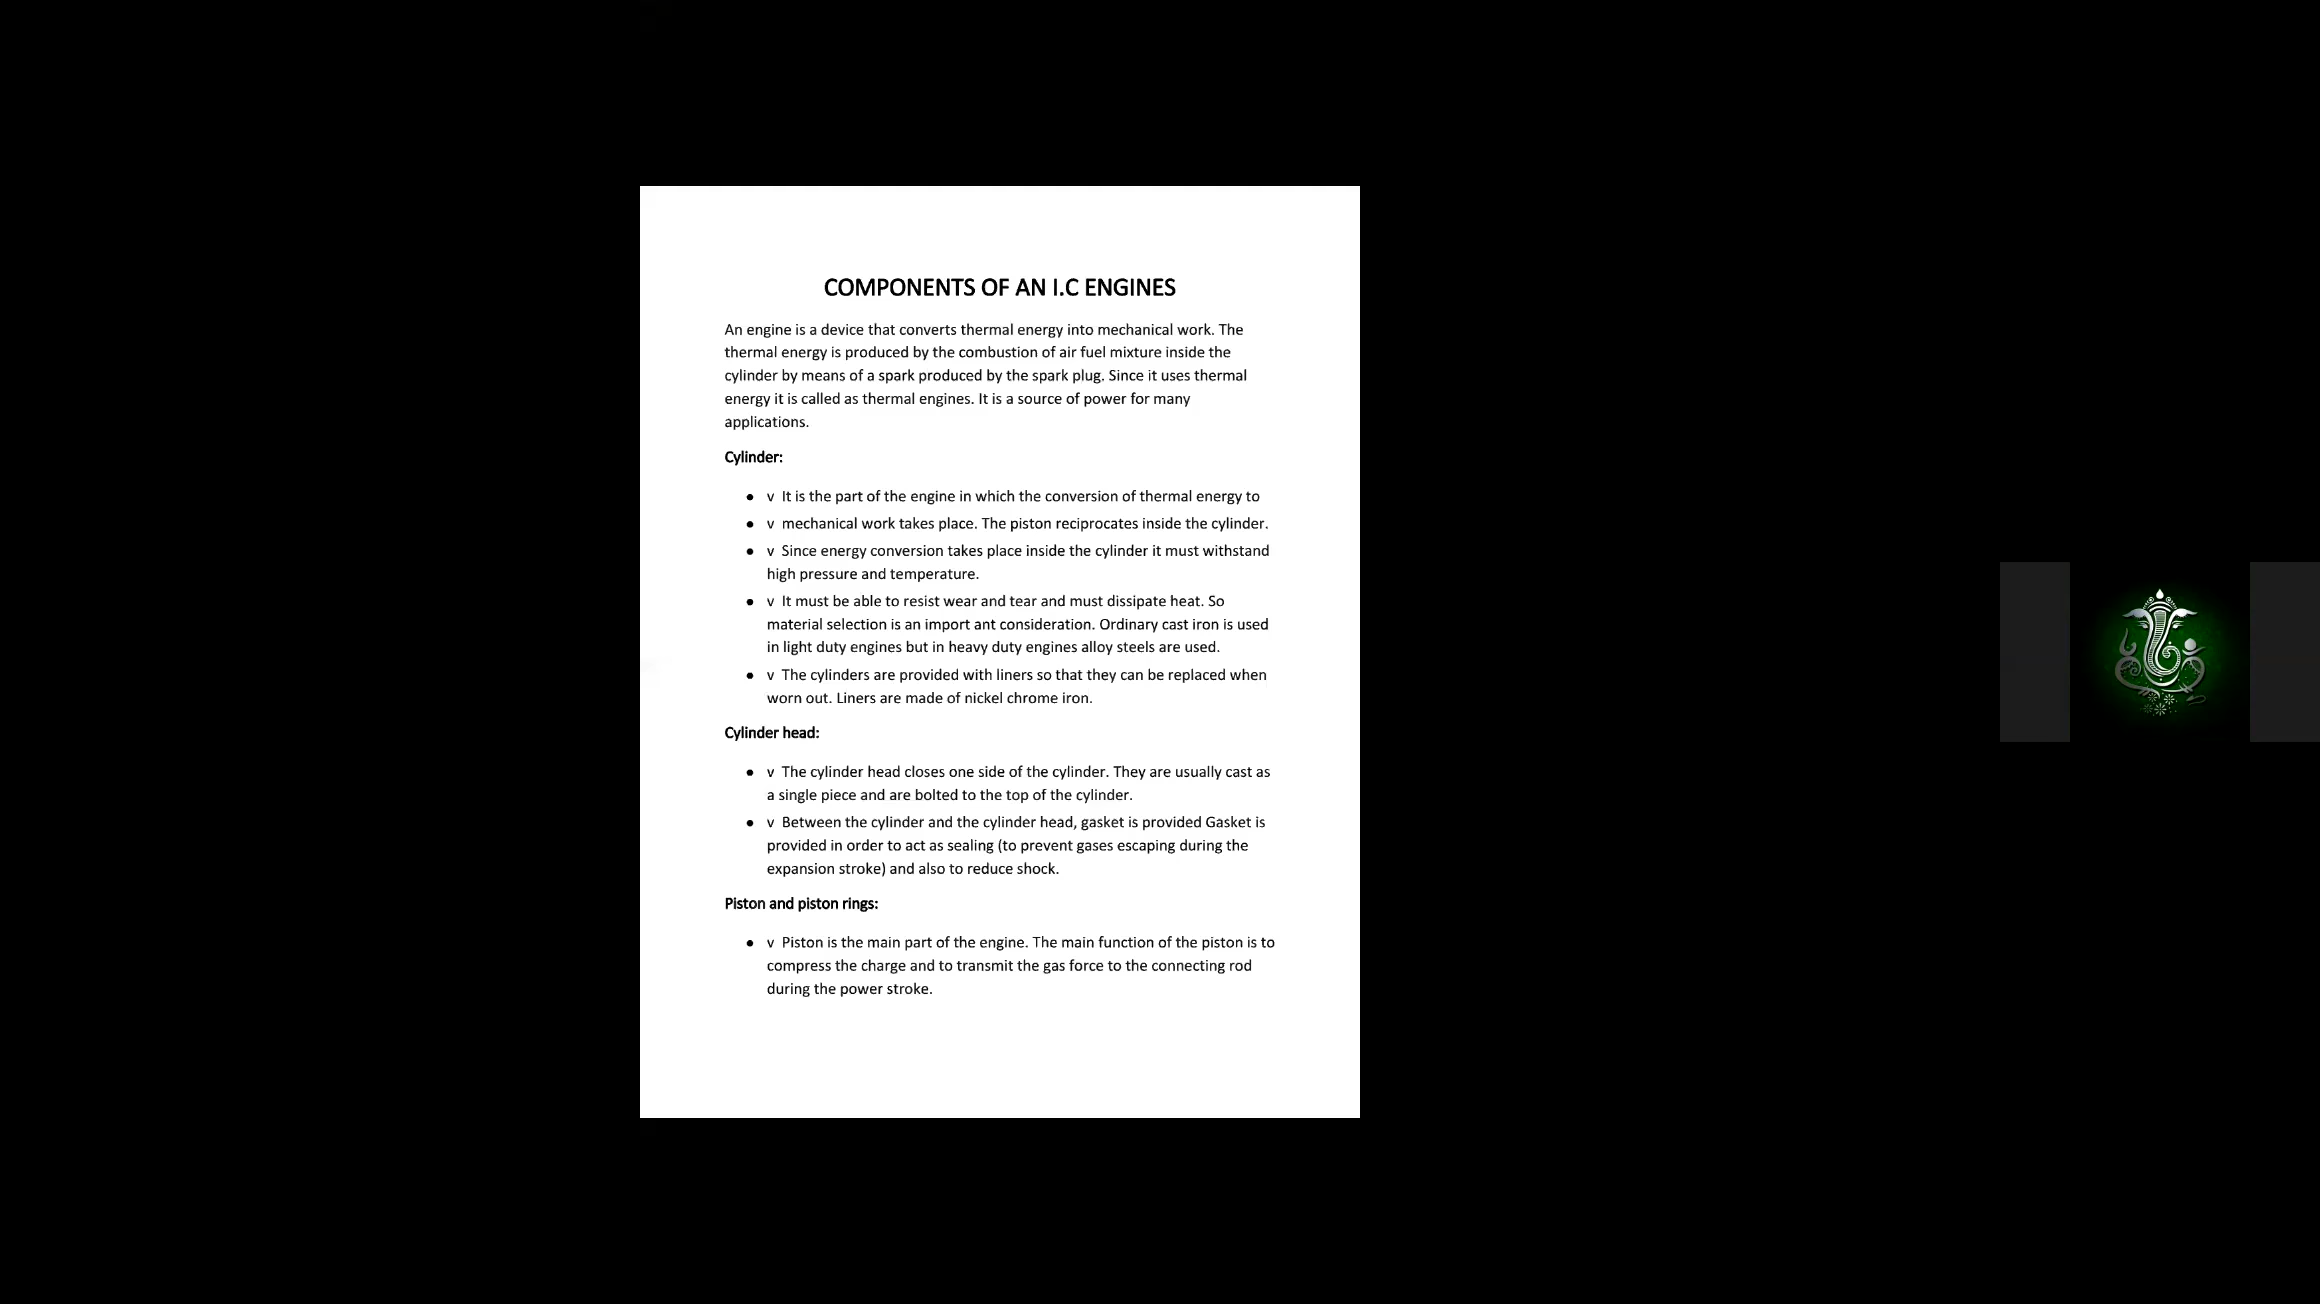 COMPONENTS OF AN I.C ENGINES
An engine is a device that converts thermal energy into mechanical work. The
thermal energy is produced by the combustion of air fuel mixture inside the
cylinder by means of a spark produced by the spark plug. Since it uses thermal
energy it is called as thermal engines. It is a source of power for many
applications.
Cylinder:
● v It is the part of the engine in which the conversion of thermal energy to
● v mechanical work takes place. The piston reciprocates inside the cylinder.
● v Since energy conversion takes place inside the cylinder it must withstand
high pressure and temperature.
● v It must be able to resist wear and tear and must dissipate heat. So
material selection is an import ant consideration. Ordinary cast iron is used
in light duty engines but in heavy duty engines alloy steels are used.
● v The cylinders are provided with liners so that they can be replaced when
worn out. Liners are made of nickel chrome iron.
Cylinder head:
● v The cylinder head closes one side of the cylinder. They are usually cast as
a single piece and are bolted to the top of the cylinder.
● v Between the cylinder and the cylinder head, gasket is provided Gasket is
provided in order to act as sealing (to prevent gases escaping during the
expansion stroke) and also to reduce shock.
Piston and piston rings:
● v Piston is the main part of the engine. The main function of the piston is to
compress the charge and to transmit the gas force to the connecting rod
during the power stroke.